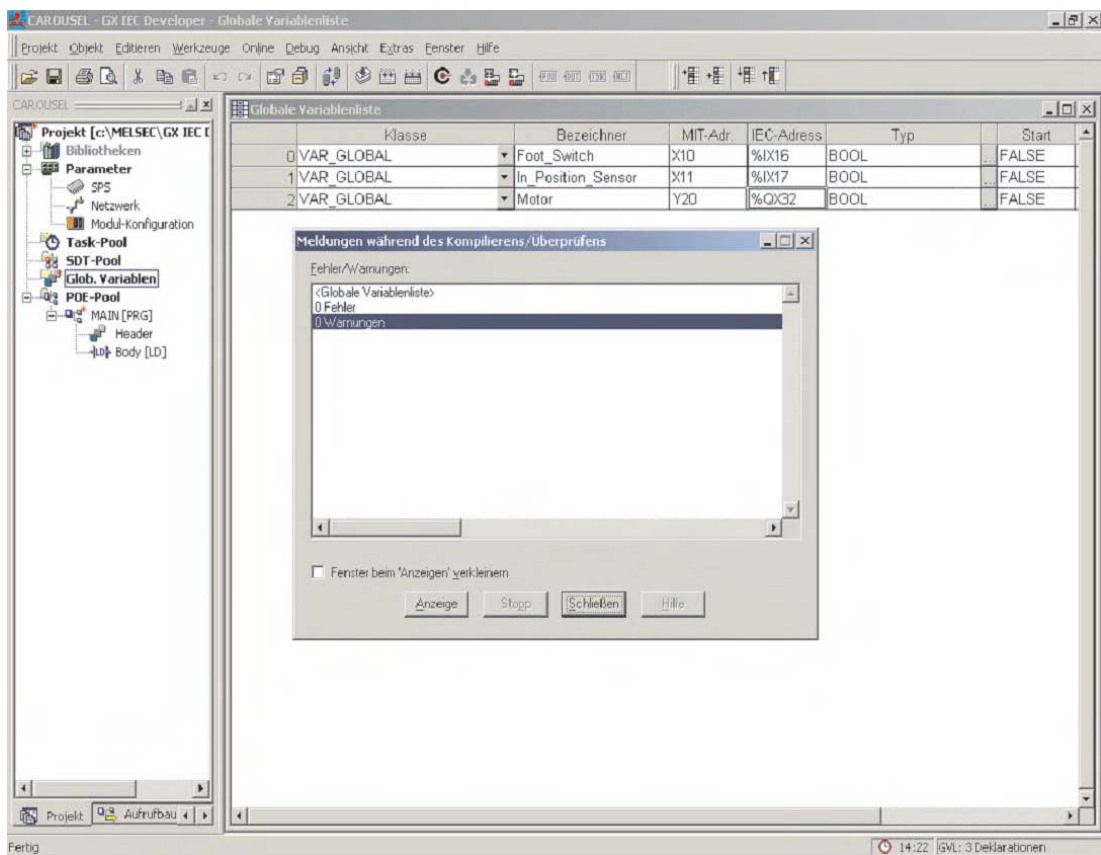 CAROUSEL - GX IEC Developer - Globale Variablenliste
Projekt Objekt Editieren Werkzeuge Online Debug Ansicht Extras Fenster Hilfe
CAROUSEL
Projekt [c:\MELSEC\GX IEC D
Bibliotheken
Parameter
SPS
Netzwerk
Modul-Konfiguration
Task-Pool
SDT-Pool
Glob. Variablen
POE-Pool
MAIN [PRG]
Header
Body [LD]
Projekt Aufrufbau
Globale Variablenliste
Klasse Bezeichner MIT-Adr. IEC-Adress Typ Start
0 VAR_GLOBAL Foot_Switch X10 %IX16 BOOL ... FALSE
1 VAR_GLOBAL In_Position_Sensor X11 %IX17 BOOL ... FALSE
2 VAR_GLOBAL Motor Y20 %QX32 BOOL ... FALSE
Meldungen während des Kompilierens/Überprüfens
Fehler/Warnungen:
<Globale Variablenliste>
0 Fehler
0 Warnungen
Fenster beim 'Anzeigen' verkleinern
Anzeige Stopp Schließen Hilfe
Fertig 14:22 GVL: 3 Deklarationen